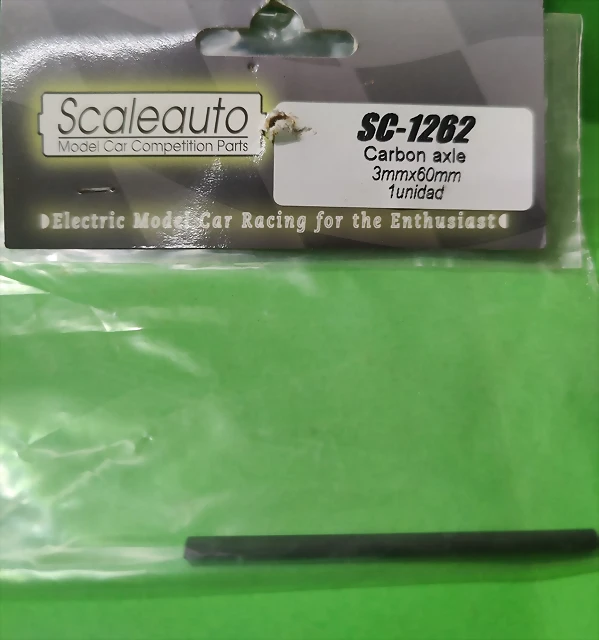 Scaleauto
Model Car Competition Parts
SC-1262
Carbon axle
3mmx60mm
1unidad
Electric Model Car Racing for the Enthusiast